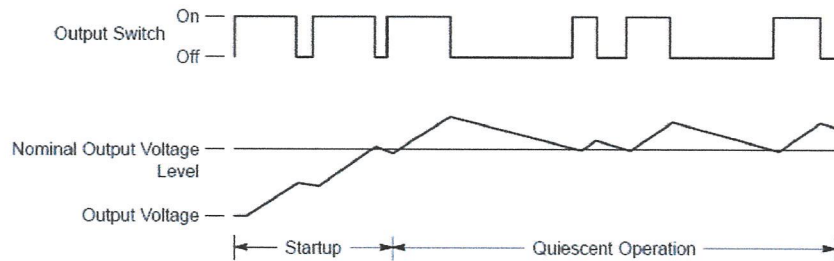 On
Output Switch
Off
Nominal Output Voltage
Level
Output Voltage
Startup
Quiescent Operation